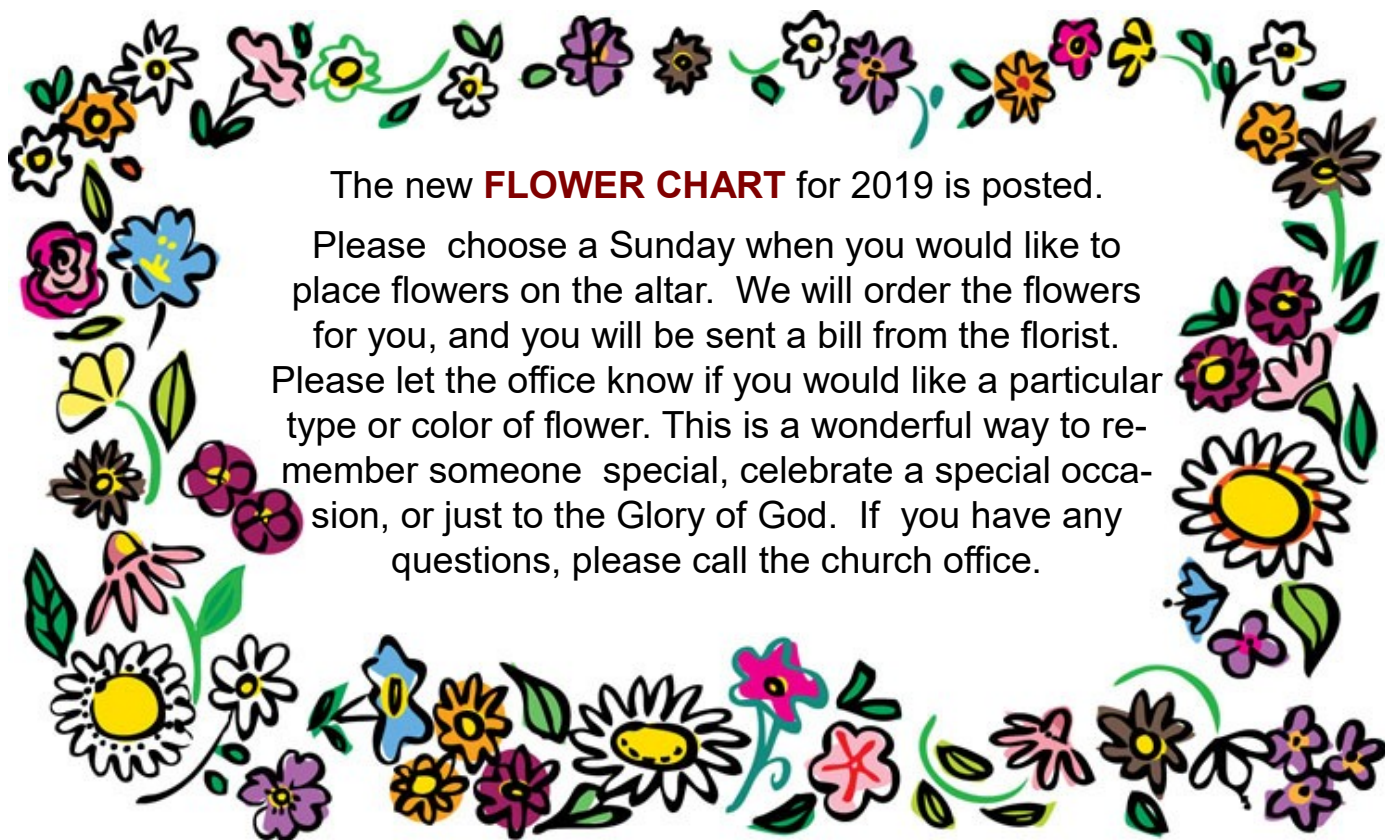 The new FLOWER CHART for 2019 is posted.
Please choose a Sunday when you would like to
place flowers on the altar. We will order the flowers
for you, and you will be sent a bill from the florist.
Please let the office know if you would like a particular
type or color of flower. This is a wonderful way to re-
member someone special, celebrate a special occa-
sion, or just to the Glory of God. If you have any
questions, please call the church office.